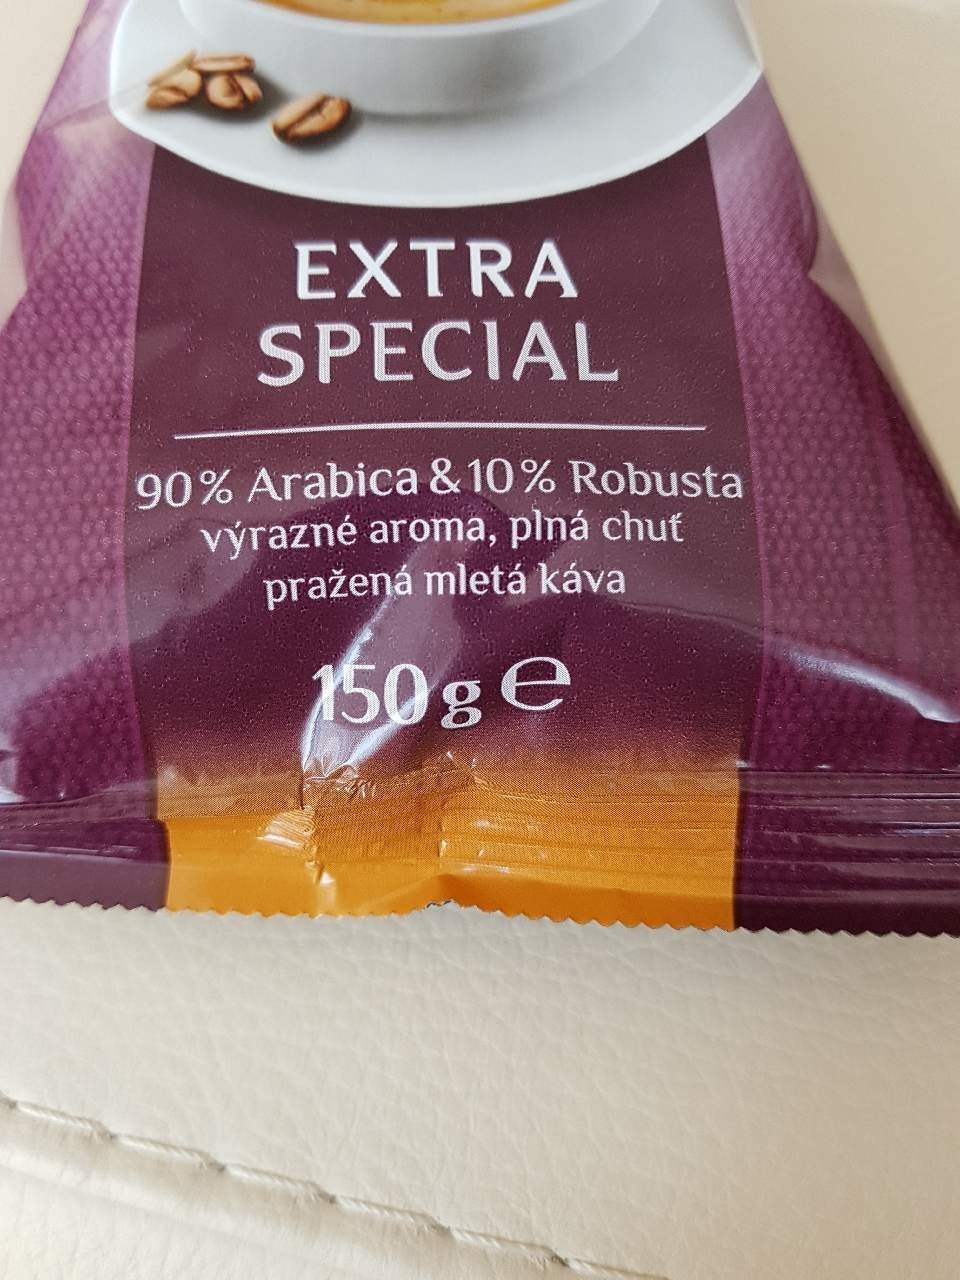 EXTRA
SPECIAL
90% Arabica & 10% Robusta
výrazné aroma, plná chuť
pražená mletá káva
150 g ℮